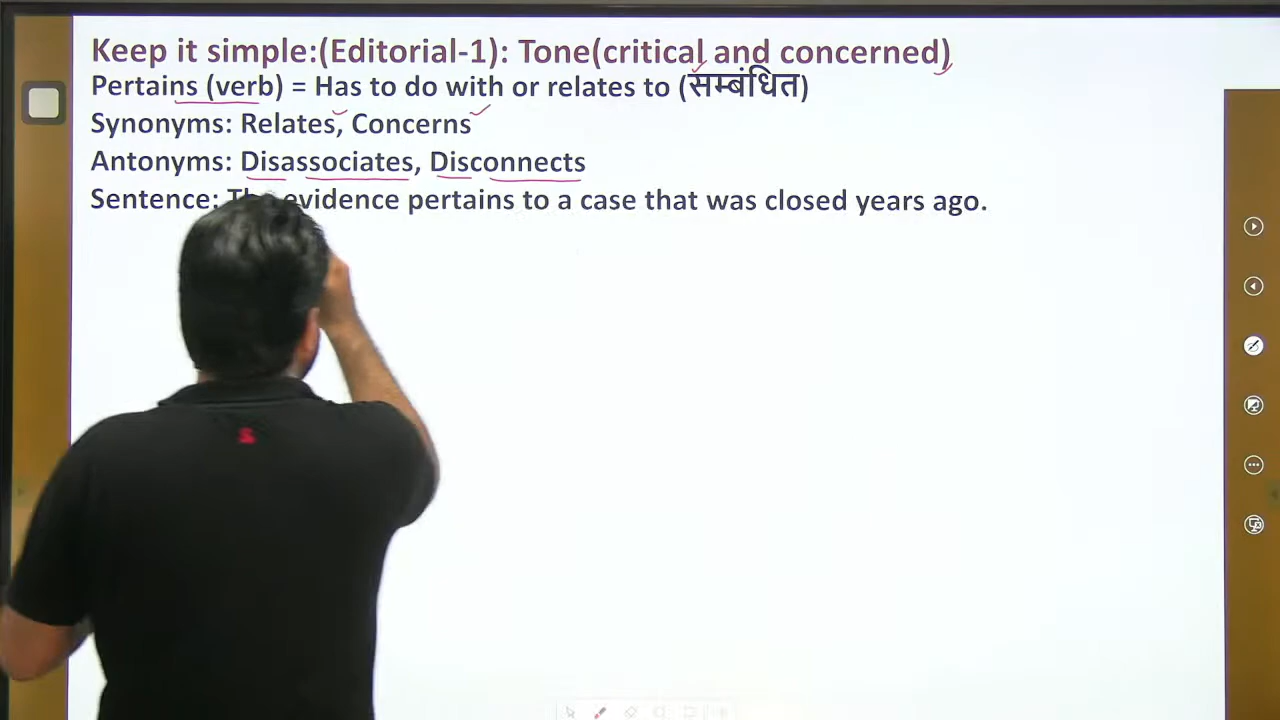 Keep it simple:(Editorial-1): Tone(critical and concerned)
Pertains (verb) = Has to do with or relates to (सम्बंधित)
Synonyms: Relates, Concerns
Antonyms: Disassociates, Disconnects
Sentence: The evidence pertains to a case that was closed years ago.